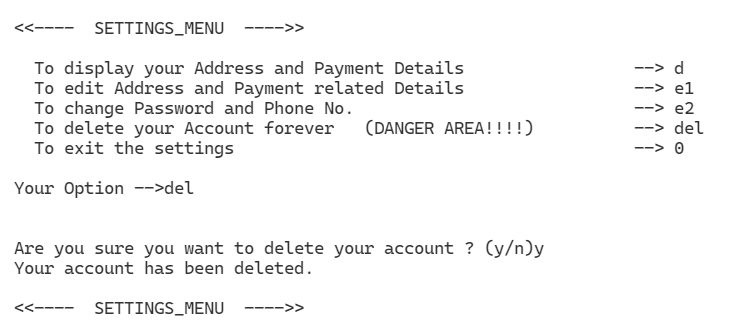 <<----  SETTINGS_MENU  ---->>
To display your Address and Payment Details --> d
To edit Address and Payment related Details --> e1
To change Password and Phone No. --> e2
To delete your Account forever   (DANGER AREA!!!!) --> del
To exit the settings --> 0
Your Option -->del
Are you sure you want to delete your account ? (y/n)y
Your account has been deleted.
<<----  SETTINGS_MENU  ---->>